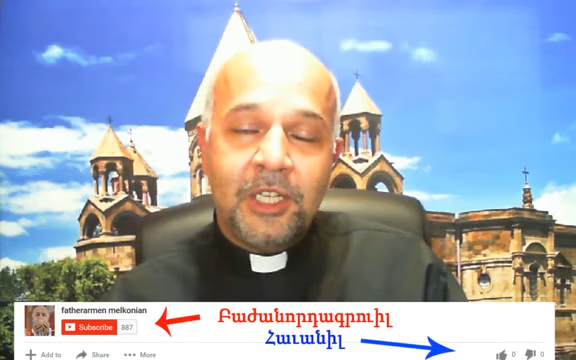 fatherarmen melkonian
Subscribe 887
Բաժանորդագրուիլ
Հաւանիլ
Add to Share More
0 0